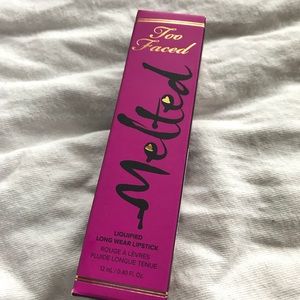 Too
Faced
Melted
LIQUIFIED
LONG WEAR LIPSTICK
ROUGE À LÈVRES
FLUIDE LONGUE TENUE
12 mL / 0.40 FL. OZ.